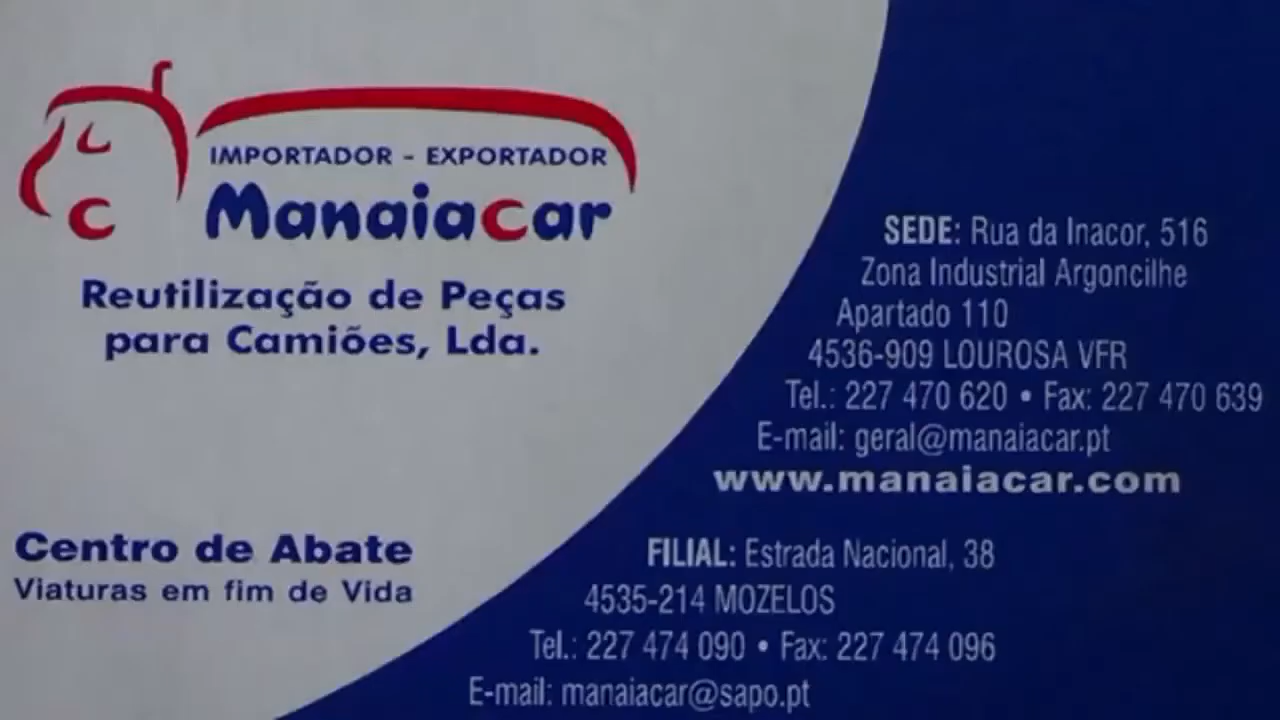 IMPORTADOR - EXPORTADOR
Manaiacar
Reutilização de Peças
para Camiões, Lda.
Centro de Abate
Viaturas em fim de Vida
SEDE: Rua da Inacor, 516
Zona Industrial Argoncilhe
Apartado 110
4536-909 LOUROSA VFR
Tel.: 227 470 620 • Fax: 227 470 639
E-mail: geral@manaiacar.pt
www.manaiacar.com
FILIAL: Estrada Nacional, 38
4535-214 MOZELOS
Tel.: 227 474 090 • Fax: 227 474 096
E-mail: manaiacar@sapo.pt